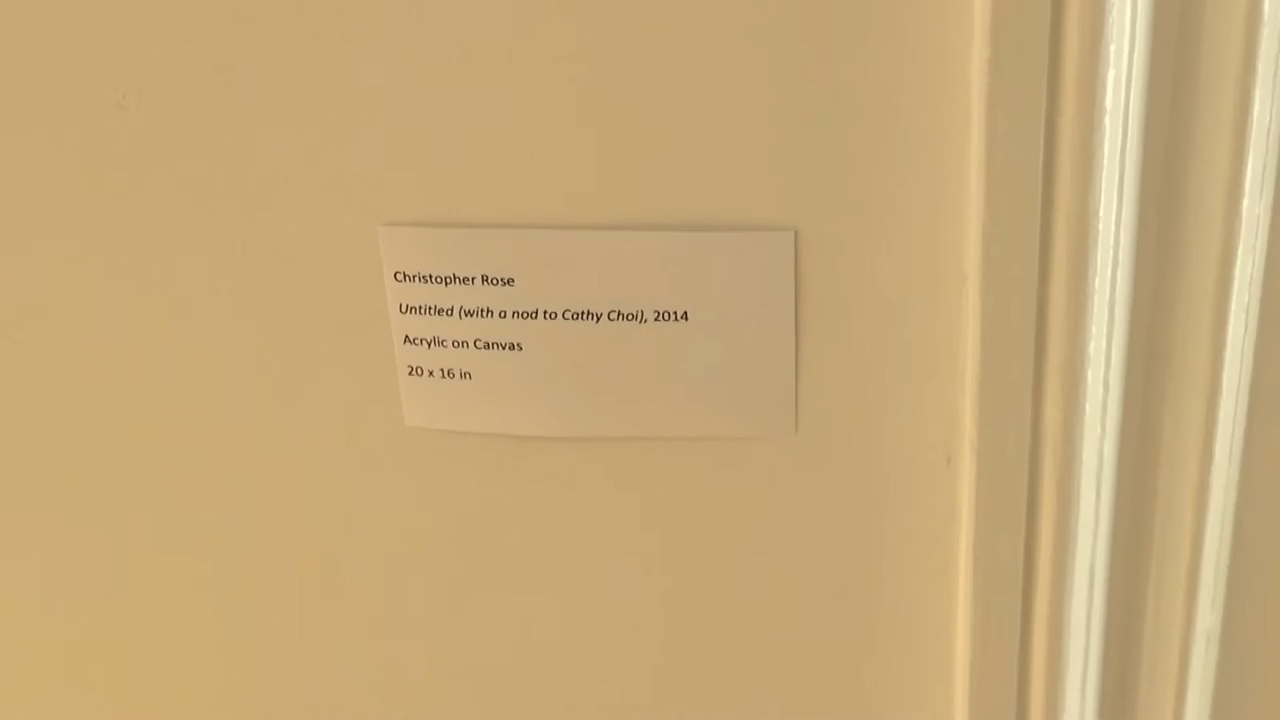 Christopher Rose
Untitled (with a nod to Cathy Choi), 2014
Acrylic on Canvas
20 x 16 in